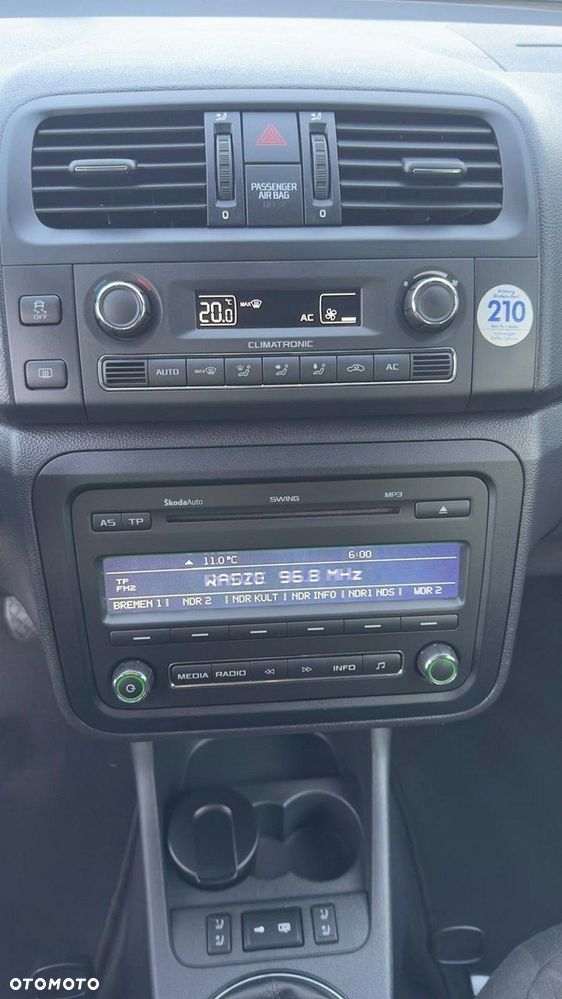 PASSENGER
AIR BAG
OFF
0
0
OFF
20.0 °C
MAX
AC
CLIMATRONIC
AUTO
MAX
AC
210
ŠkodaAuto
SWING
MP3
AS
TP
11.0°C
6:00
TP
FM2
96.8 MHz
BREMEN 1
NDR 2
NDR KULT
NDR INFO
NDR1 NDS
WDR 2
MEDIA
RADIO
INFO
OTOMOTO